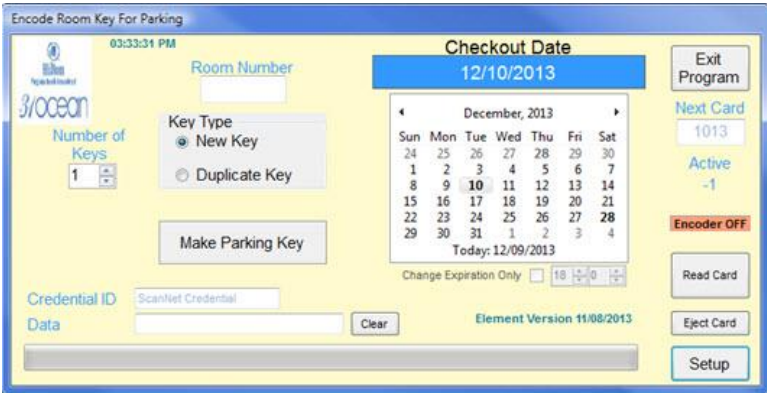 Encode Room Key For Parking
03:33:31 PM
Hilton
31ocean
Room Number
Number of
Keys
1
Key Type
New Key
Duplicate Key
Make Parking Key
Credential ID
ScanNet Credential
Data
Clear
Checkout Date
12/10/2013
December, 2013
Sun Mon Tue Wed Thu Fri Sat
24 25 26 27 28 29 30
1 2 3 4 5 6 7
8 9 10 11 12 13 14
15 16 17 18 19 20 21
22 23 24 25 26 27 28
29 30 31 1 2 3 4
Today: 12/09/2013
Change Expiration Only 18 0
Element Version 11/08/2013
Exit
Program
Next Card
1013
Active
-1
Encoder OFF
Read Card
Eject Card
Setup